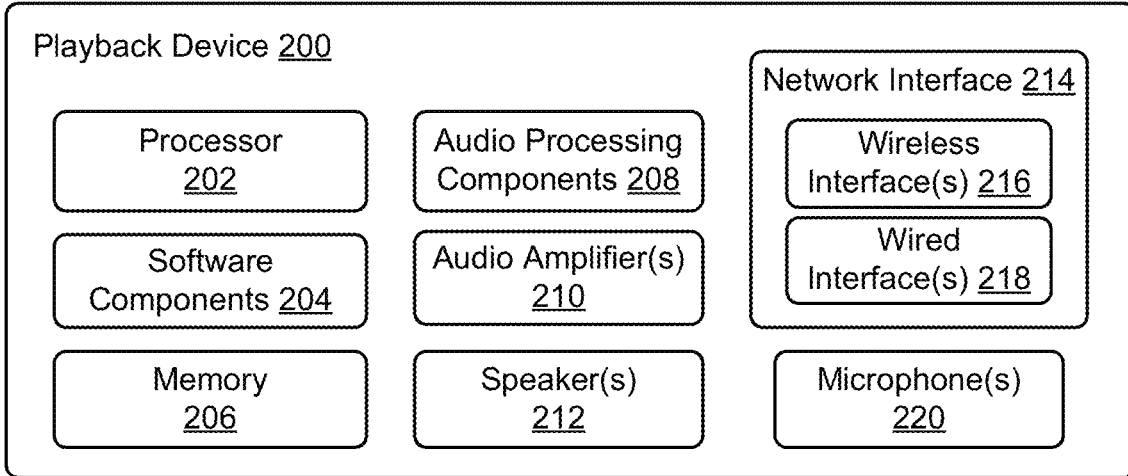 Playback Device 200
Processor
202
Software
Components 204
Memory
206
Audio Processing
Components 208
Audio Amplifier(s)
210
Speaker(s)
212
Network Interface 214
Wireless
Interface(s) 216
Wired
Interface(s) 218
Microphone(s)
220